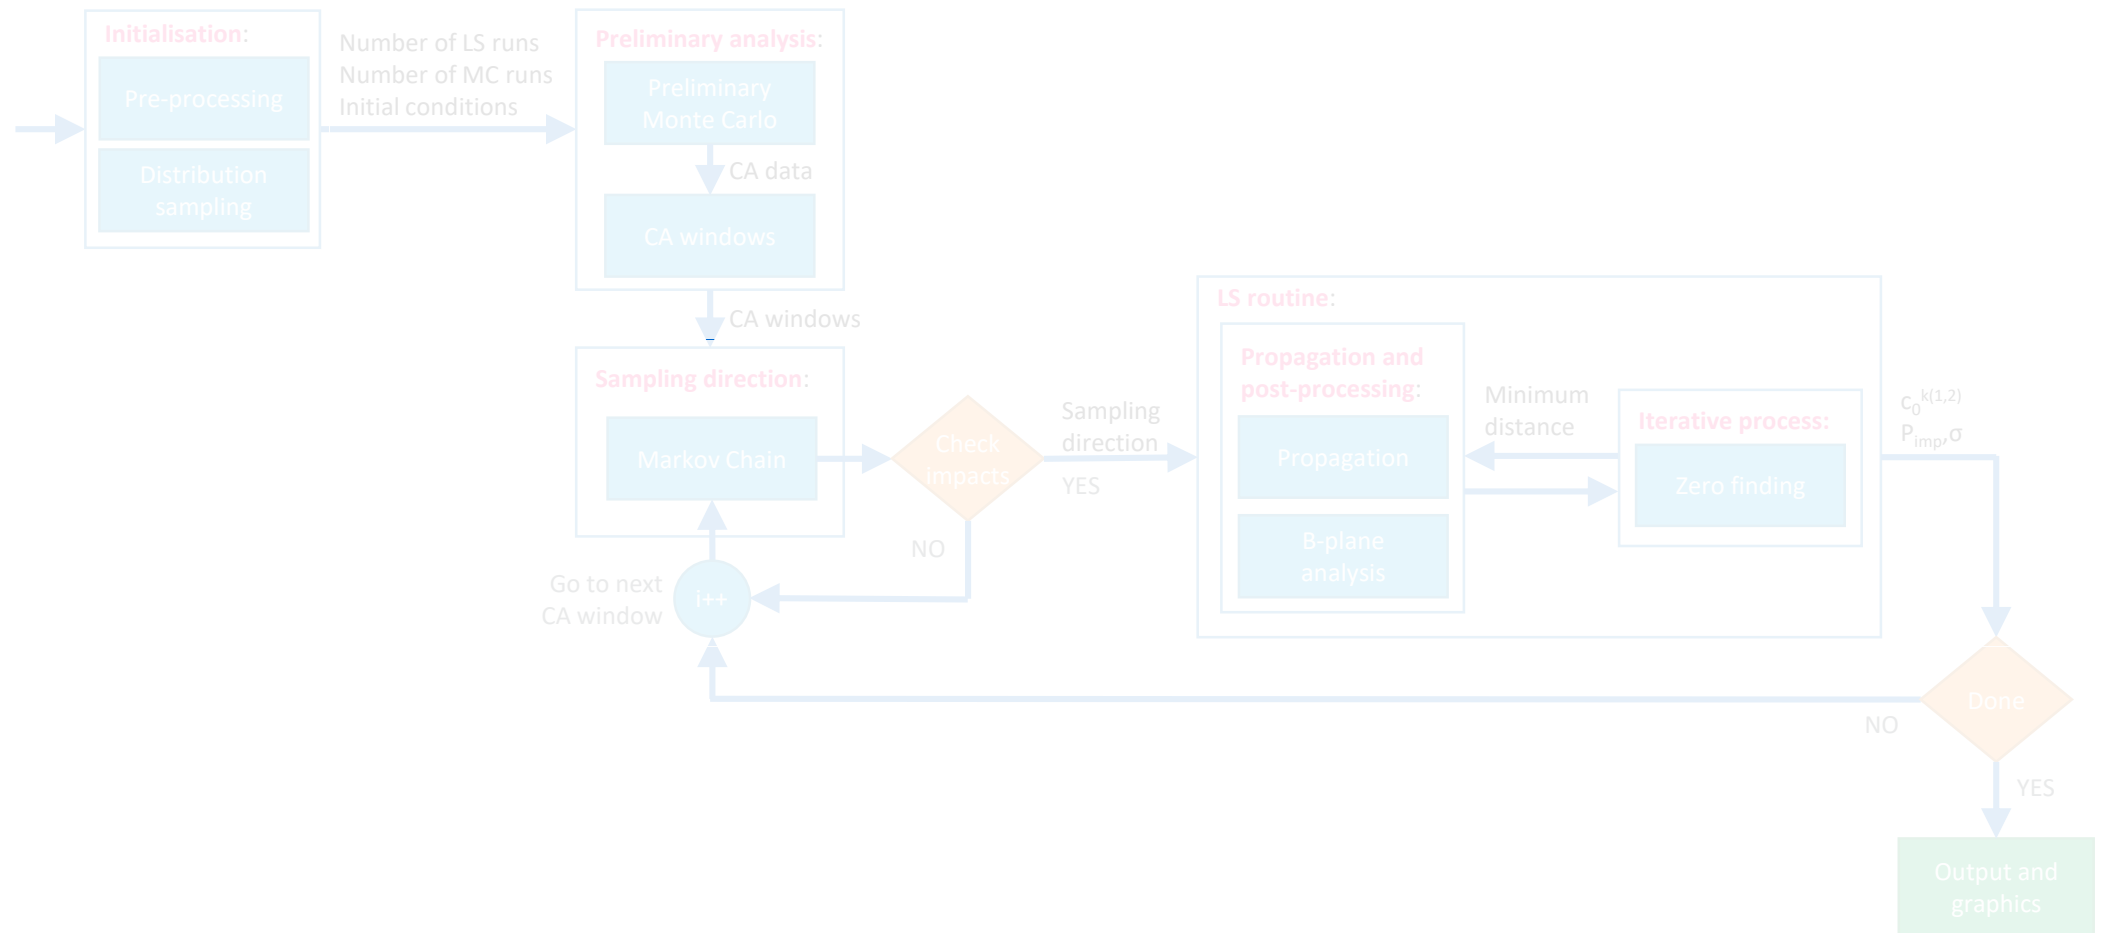 Initialisation:
Pre-processing
Distribution
sampling
Number of LS runs
Number of MC runs
Initial conditions
Preliminary analysis:
Preliminary
Monte Carlo
CA data
CA windows
CA windows
Sampling direction:
Markov Chain
Check
impacts
Sampling
direction
YES
NO
Go to next
CA window
i++
LS routine:
Propagation and
post-processing:
Propagation
B-plane
analysis
Minimum
distance
Iterative process:
Zero finding
c₀ᵏ⁽¹,²⁾
P_imp,σ
Done
NO
YES
Output and
graphics